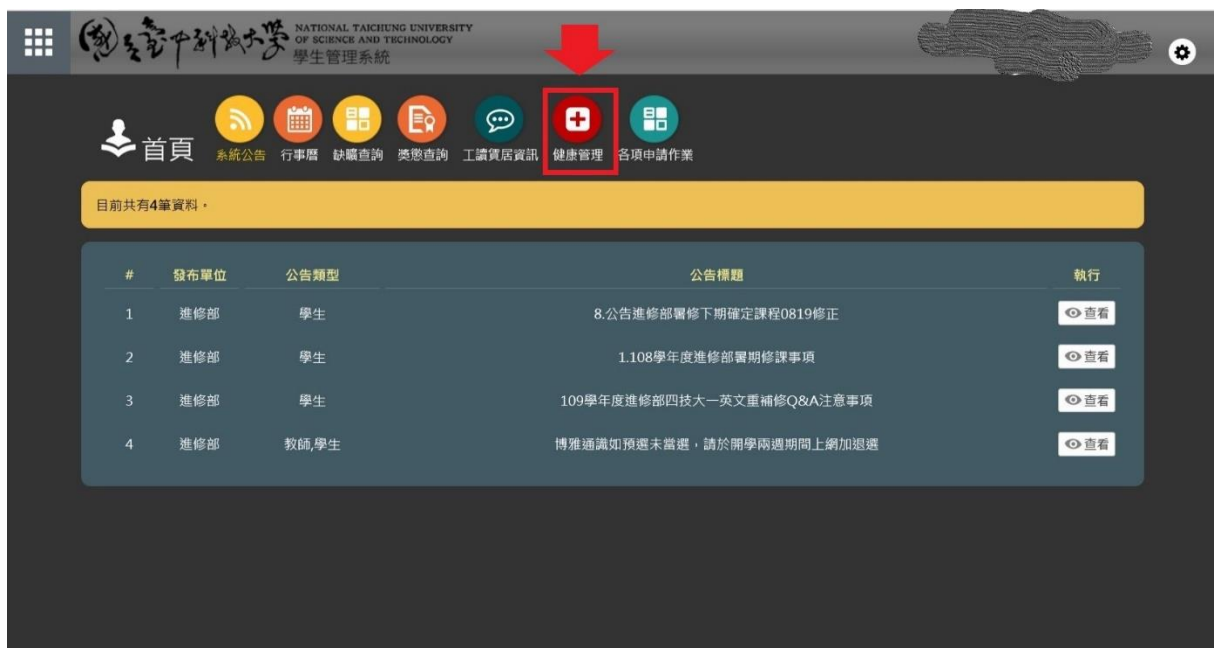 國立臺中科技大學
NATIONAL TAICHUNG UNIVERSITY
OF SCIENCE AND TECHNOLOGY
學生管理系統
首頁
系統公告 行事曆 缺曠查詢 獎懲查詢 工讀賃居資訊 健康管理 各項申請作業
目前共有4筆資料。
# 發布單位 公告類型 公告標題 執行
1 進修部 學生 8.公告進修部暑修下期確定課程0819修正 查看
2 進修部 學生 1.108學年度進修部暑期修課事項 查看
3 進修部 學生 109學年度進修部四技大一英文重補修Q&A注意事項 查看
4 進修部 教師,學生 博雅通識如預選未當選，請於開學兩週期間上網加退選 查看